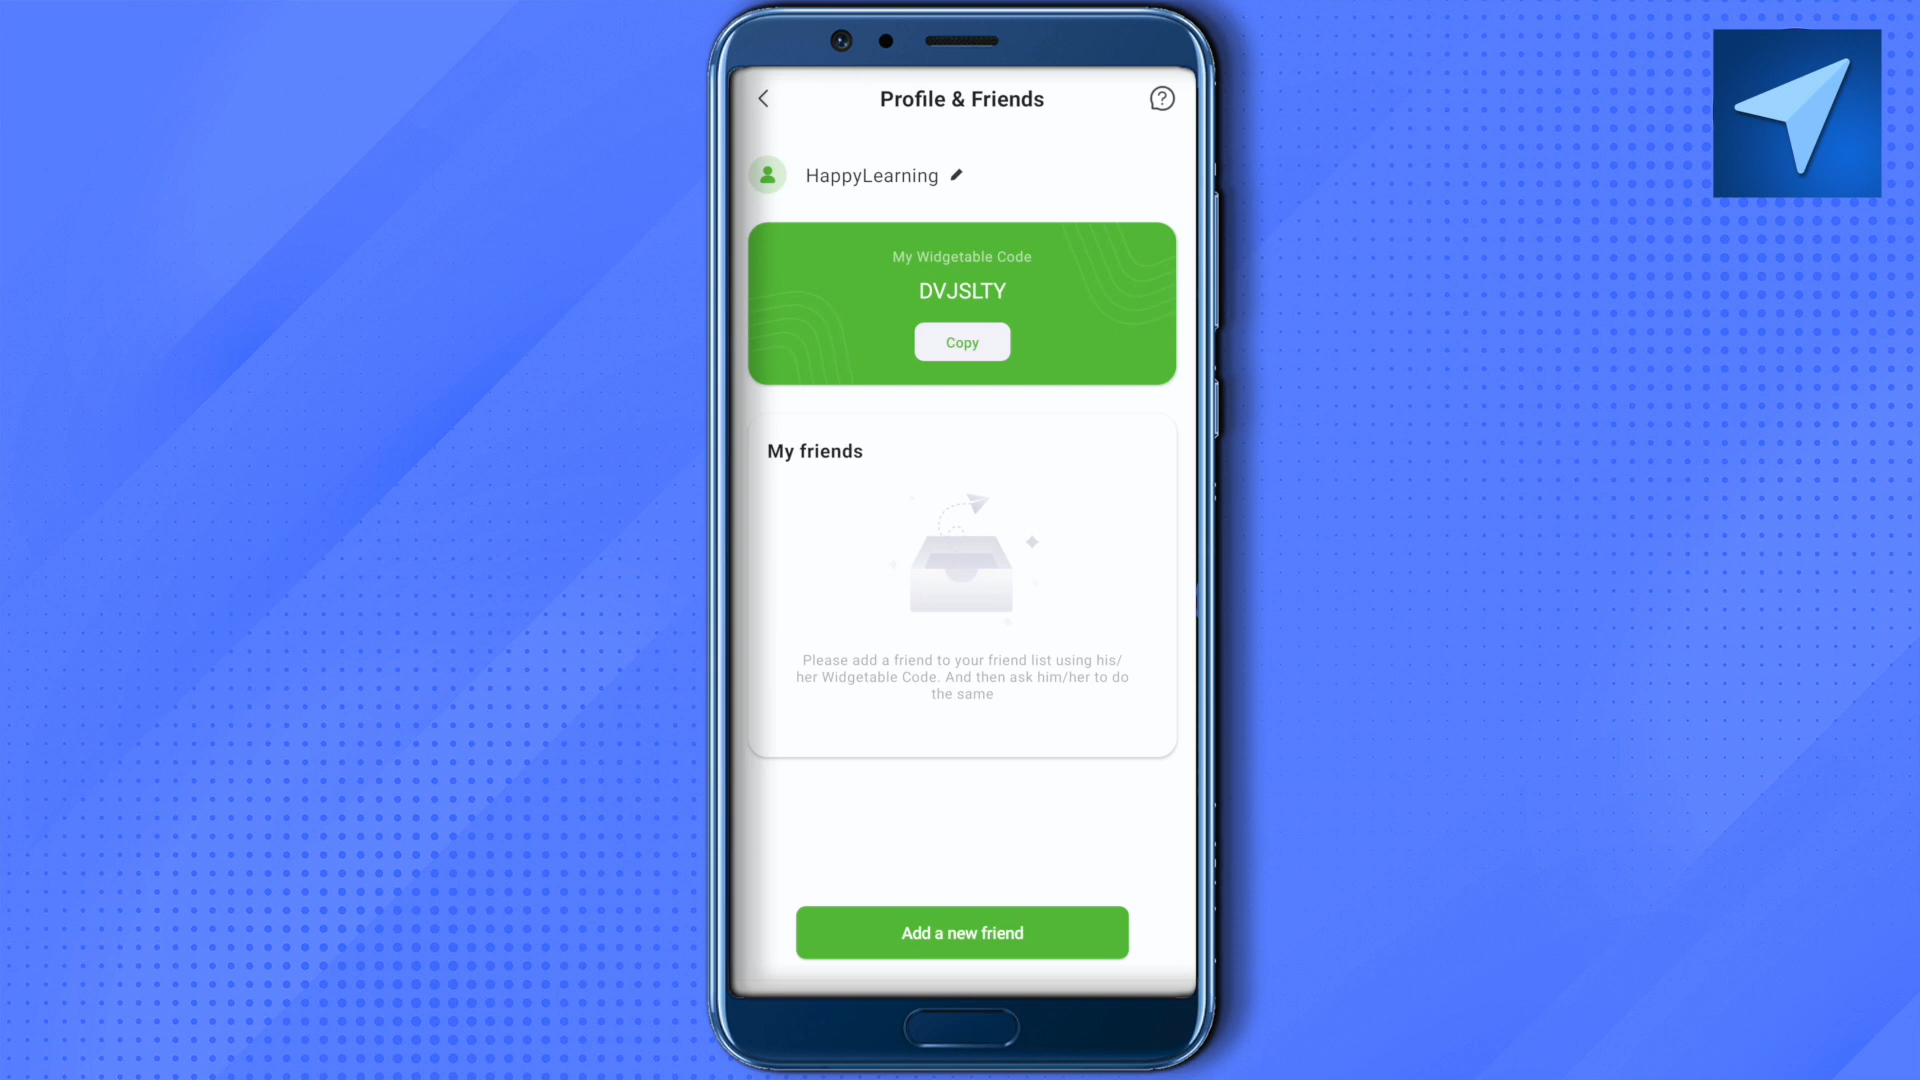 Profile & Friends
HappyLearning
My Widgetable Code
DVJSLTY
Copy
My friends
Please add a friend to your friend list using his/
her Widgetable Code. And then ask him/her to do
the same
Add a new friend